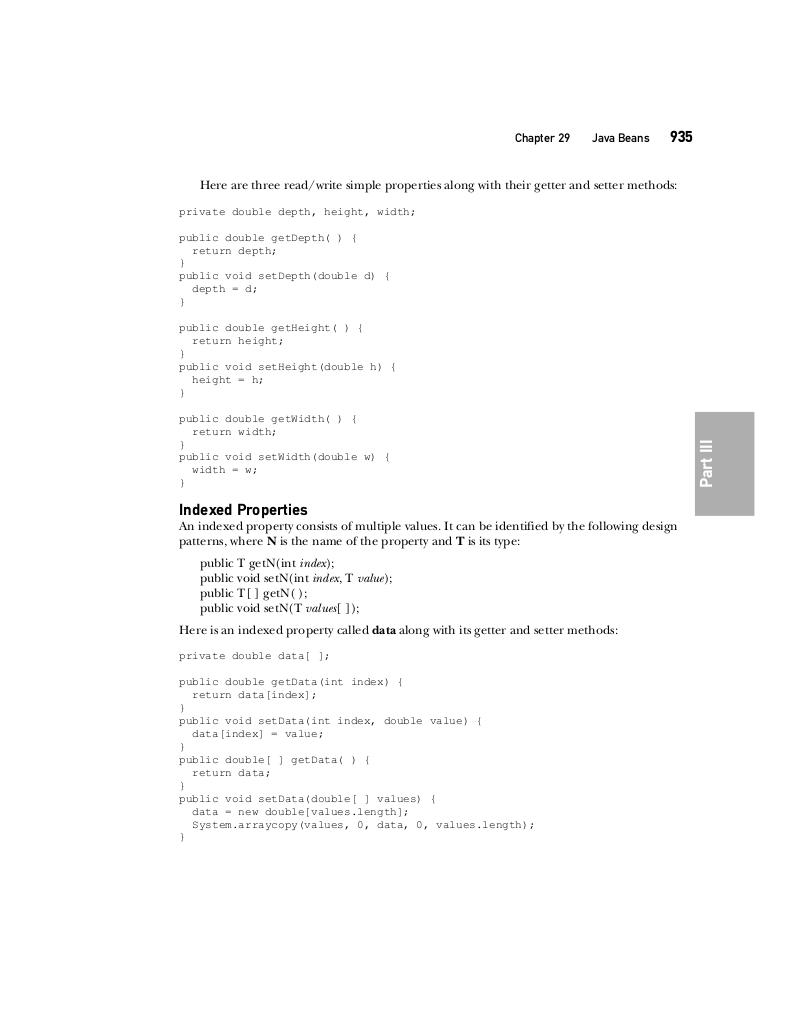 Chapter 29 Java Beans 935
Here are three read/write simple properties along with their getter and setter methods:
private double depth, height, width;
public double getDepth( ) {
return depth;
}
public void setDepth(double d) {
depth = d;
}
public double getHeight( ) {
return height;
}
public void setHeight(double h) {
height = h;
}
public double getWidth( ) {
return width;
}
public void setWidth(double w) {
width = w;
}
Part III
Indexed Properties
An indexed property consists of multiple values. It can be identified by the following design
patterns, where N is the name of the property and T is its type:
public T getN(int index);
public void setN(int index, T value);
public T[ ] getN( );
public void setN(T values[ ]);
Here is an indexed property called data along with its getter and setter methods:
private double data[ ];
public double getData(int index) {
return data[index];
}
public void setData(int index, double value) {
data[index] = value;
}
public double[ ] getData( ) {
return data;
}
public void setData(double[ ] values) {
data = new double[values.length];
System.arraycopy(values, 0, data, 0, values.length);
}